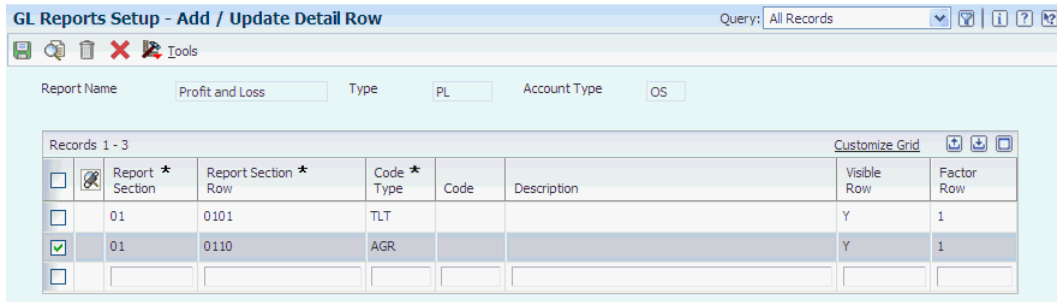 GL Reports Setup - Add / Update Detail Row
Query: All Records
Tools
Report Name Profit and Loss Type PL Account Type OS
Records 1 - 3 Customize Grid
Report * Section Report Section * Row Code * Type Code Description Visible Row Factor Row
01 0101 TLT Y 1
01 0110 AGR Y 1